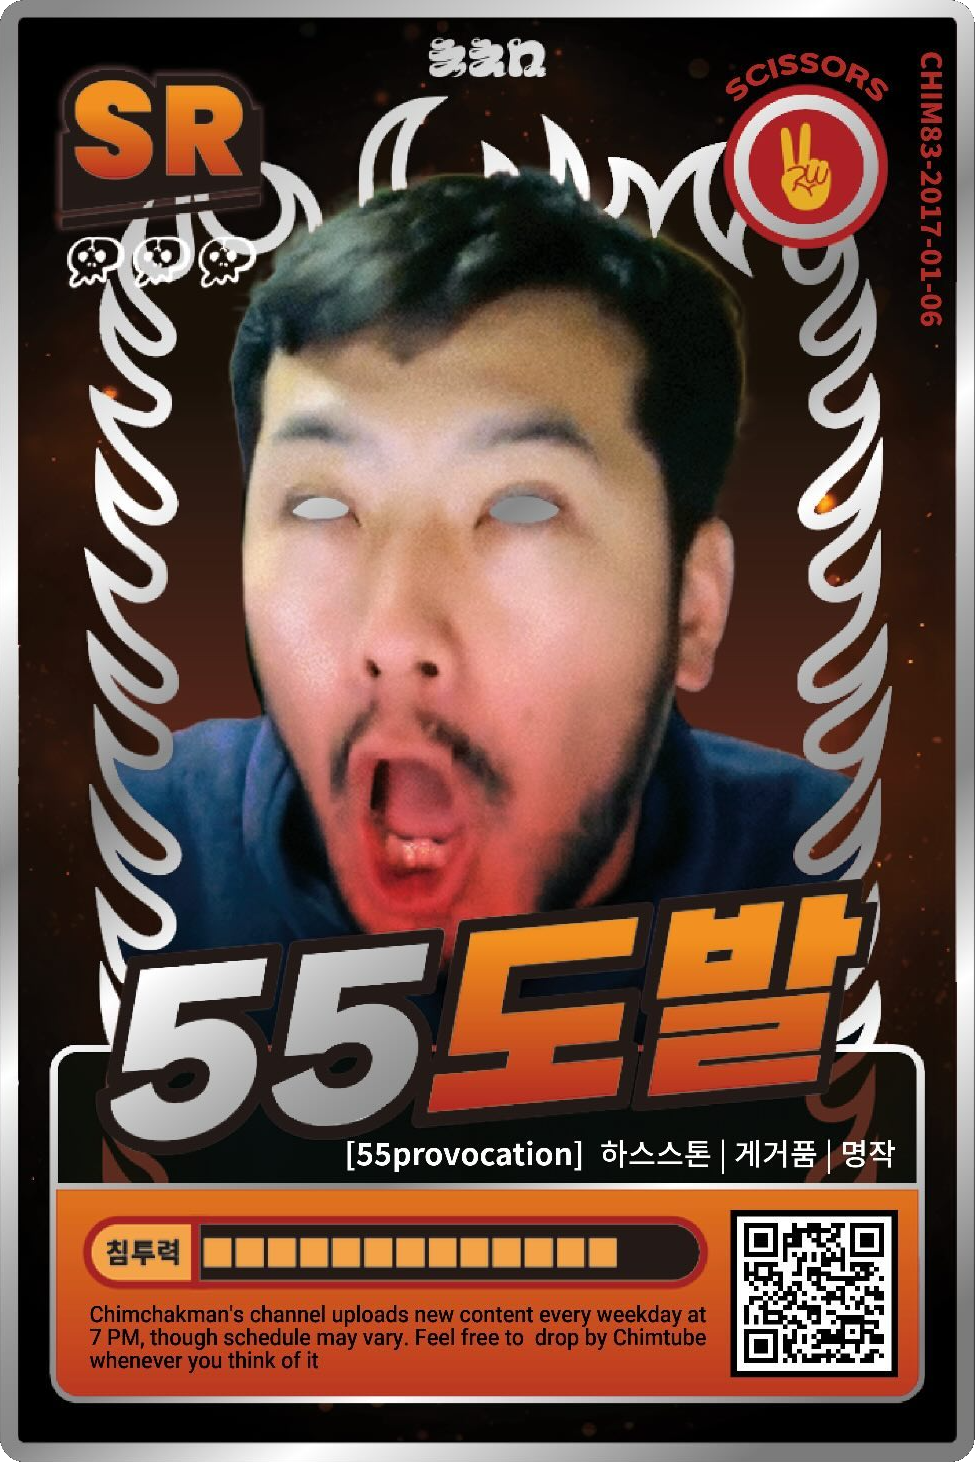 SR
SCISSORS
CHIM83-2017-01-06
55도발
[55provocation] 하스스톤 | 게거품 | 명작
침투력
Chimchakman's channel uploads new content every weekday at
7 PM, though schedule may vary. Feel free to drop by Chimtube
whenever you think of it